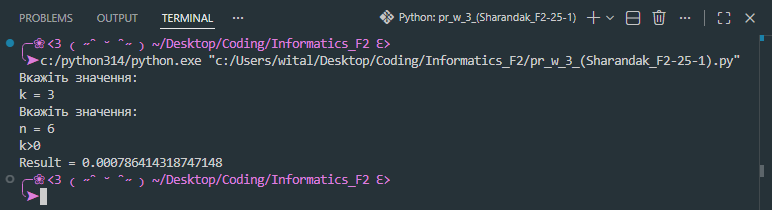 PROBLEMS OUTPUT TERMINAL ··· Python: pr_w_3_(Sharandak_F2-25-1)
<3 ( ˶ˆ ᵕ ˆ˶ ) ~/Desktop/Coding/Informatics_F2 Ɛ>
c:/python314/python.exe "c:/Users/wital/Desktop/Coding/Informatics_F2/pr_w_3_(Sharandak_F2-25-1).py"
Вкажіть значення:
k = 3
Вкажіть значення:
n = 6
k>0
Result = 0.000786414318747148
<3 ( ˶ˆ ᵕ ˆ˶ ) ~/Desktop/Coding/Informatics_F2 Ɛ>